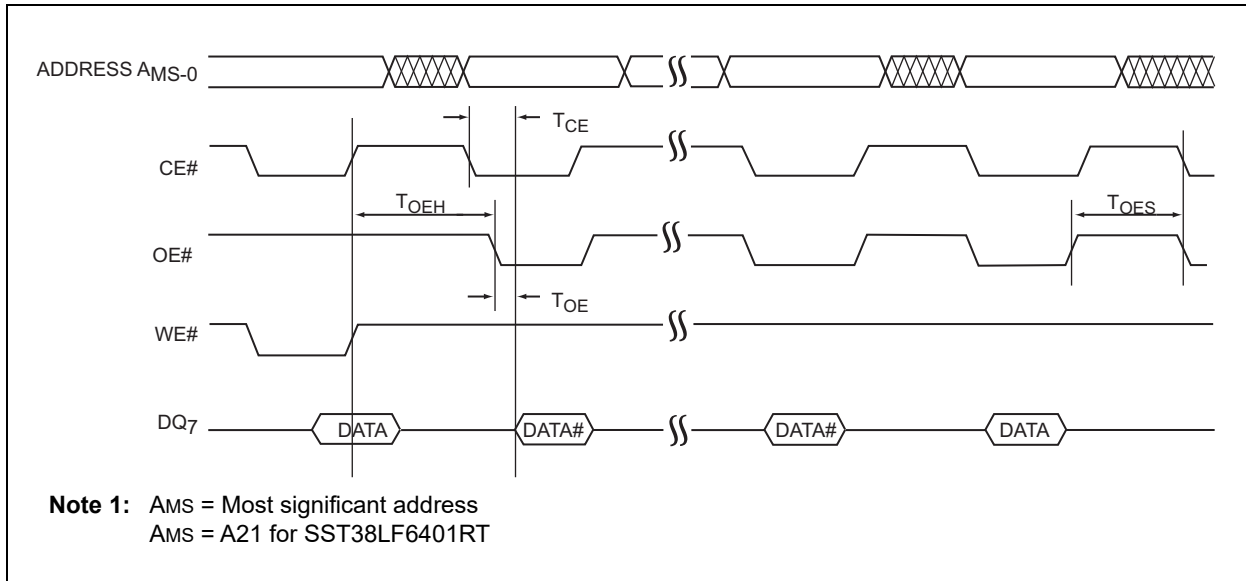 ADDRESS AMS-0
TCE
CE#
TOEH
TOES
OE#
TOE
WE#
DQ7
DATA
DATA#
DATA#
DATA
Note 1: AMS = Most significant address
AMS = A21 for SST38LF6401RT